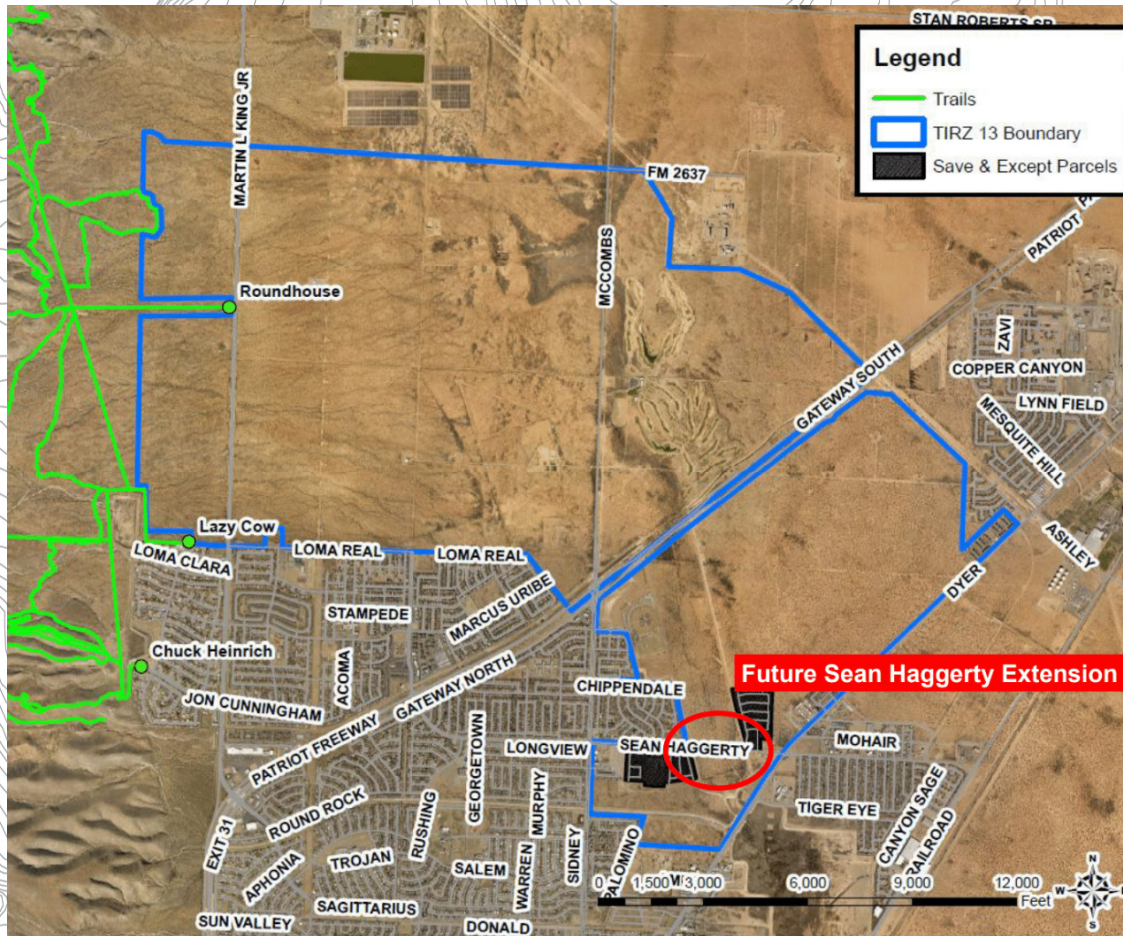 STAN ROBERTS SR
Legend
Trails
TIRZ 13 Boundary
Save & Except Parcels
MARTIN L KING JR
FM 2637
MCCOMBS
PATRIOT
Roundhouse
GATEWAY SOUTH
ZAVI
COPPER CANYON
LYNN FIELD
MESQUITE HILL
ASHLEY
DYER
Lazy Cow
LOMA CLARA
LOMA REAL
LOMA REAL
STAMPEDE
MARCUS URIBE
Chuck Heinrich
ACOMA
JON CUNNINGHAM
GATEWAY NORTH
PATRIOT FREEWAY
CHIPPENDALE
Future Sean Haggerty Extension
LONGVIEW
SEAN HAGGERTY
MOHAIR
TIGER EYE
CANYON SAGE
RAILROAD
GEORGETOWN
MURPHY
ROUND ROCK
RUSHING
EXIT 31
APHONIA
TROJAN
SALEM
WARREN
SIDNEY
PALOMINO
SAGITTARIUS
SUN VALLEY
DONALD
0 1,500 3,000 6,000 9,000 12,000
Feet
N
W E
S